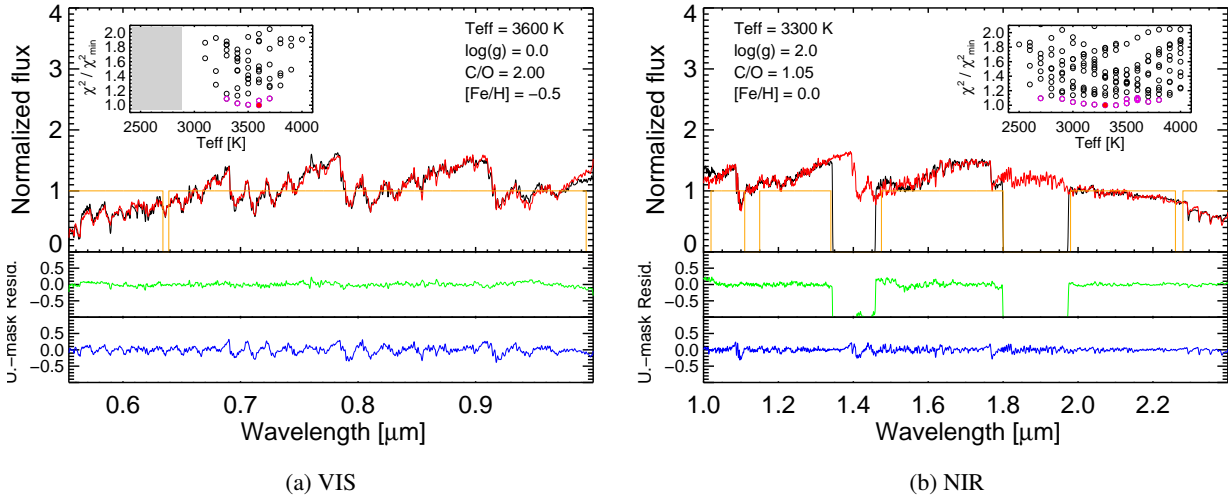 Teff = 3600 K
log(g) = 0.0
C/O = 2.00
[Fe/H] = −0.5
χ² / χ²min
2.0
1.8
1.6
1.4
1.2
1.0
2500 3000 3500 4000
Teff [K]
Normalized flux
4
3
2
1
0
Resid.
0.5
0.0
−0.5
U.−mask
0.5
0.0
−0.5
0.6 0.7 0.8 0.9
Wavelength [μm]
(a) VIS
Teff = 3300 K
log(g) = 2.0
C/O = 1.05
[Fe/H] = 0.0
χ² / χ²min
2.0
1.8
1.6
1.4
1.2
1.0
2500 3000 3500 4000
Teff [K]
Normalized flux
4
3
2
1
0
Resid.
0.5
0.0
−0.5
U.−mask
0.5
0.0
−0.5
1.0 1.2 1.4 1.6 1.8 2.0 2.2
Wavelength [μm]
(b) NIR